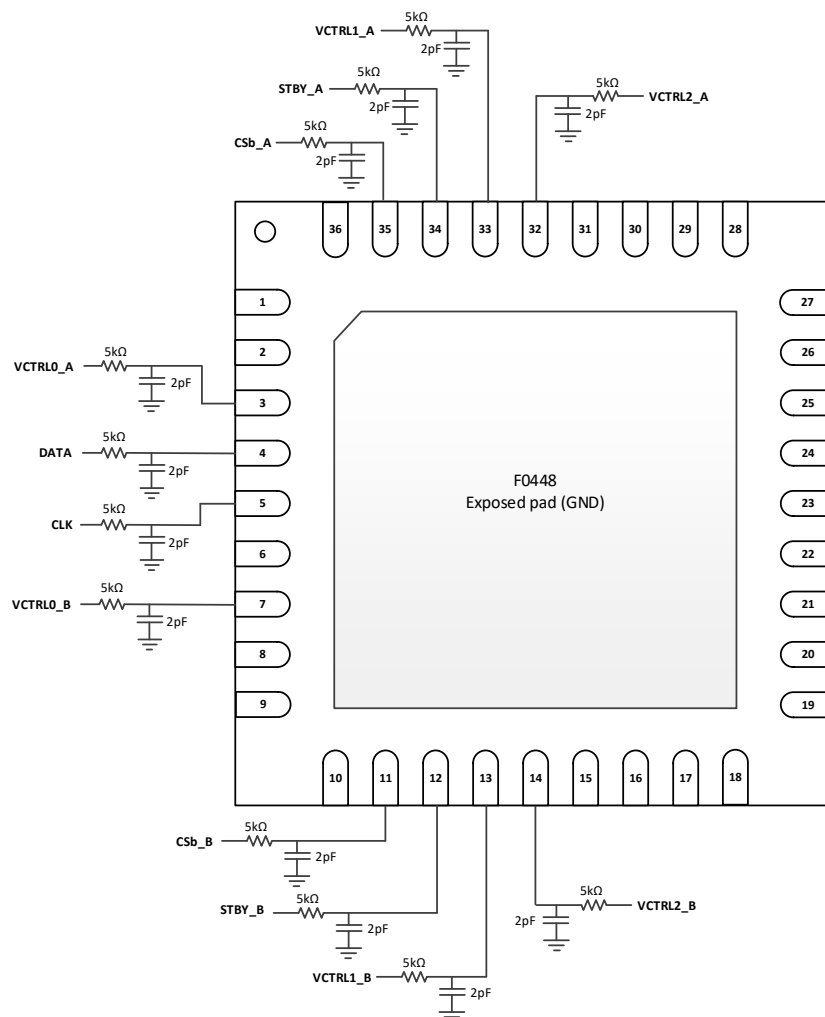 VCTRL1_A
5kΩ
2pF
STBY_A
5kΩ
2pF
5kΩ
VCTRL2_A
2pF
CSb_A
5kΩ
2pF
36
35
34
33
32
31
30
29
28
1
27
2
26
VCTRL0_A
5kΩ
2pF
3
25
DATA
5kΩ
2pF
4
24
CLK
5kΩ
2pF
5
23
F0448
Exposed pad (GND)
6
22
VCTRL0_B
5kΩ
2pF
7
21
8
20
9
19
10
11
12
13
14
15
16
17
18
CSb_B
5kΩ
2pF
STBY_B
5kΩ
2pF
5kΩ
VCTRL2_B
2pF
VCTRL1_B
5kΩ
2pF